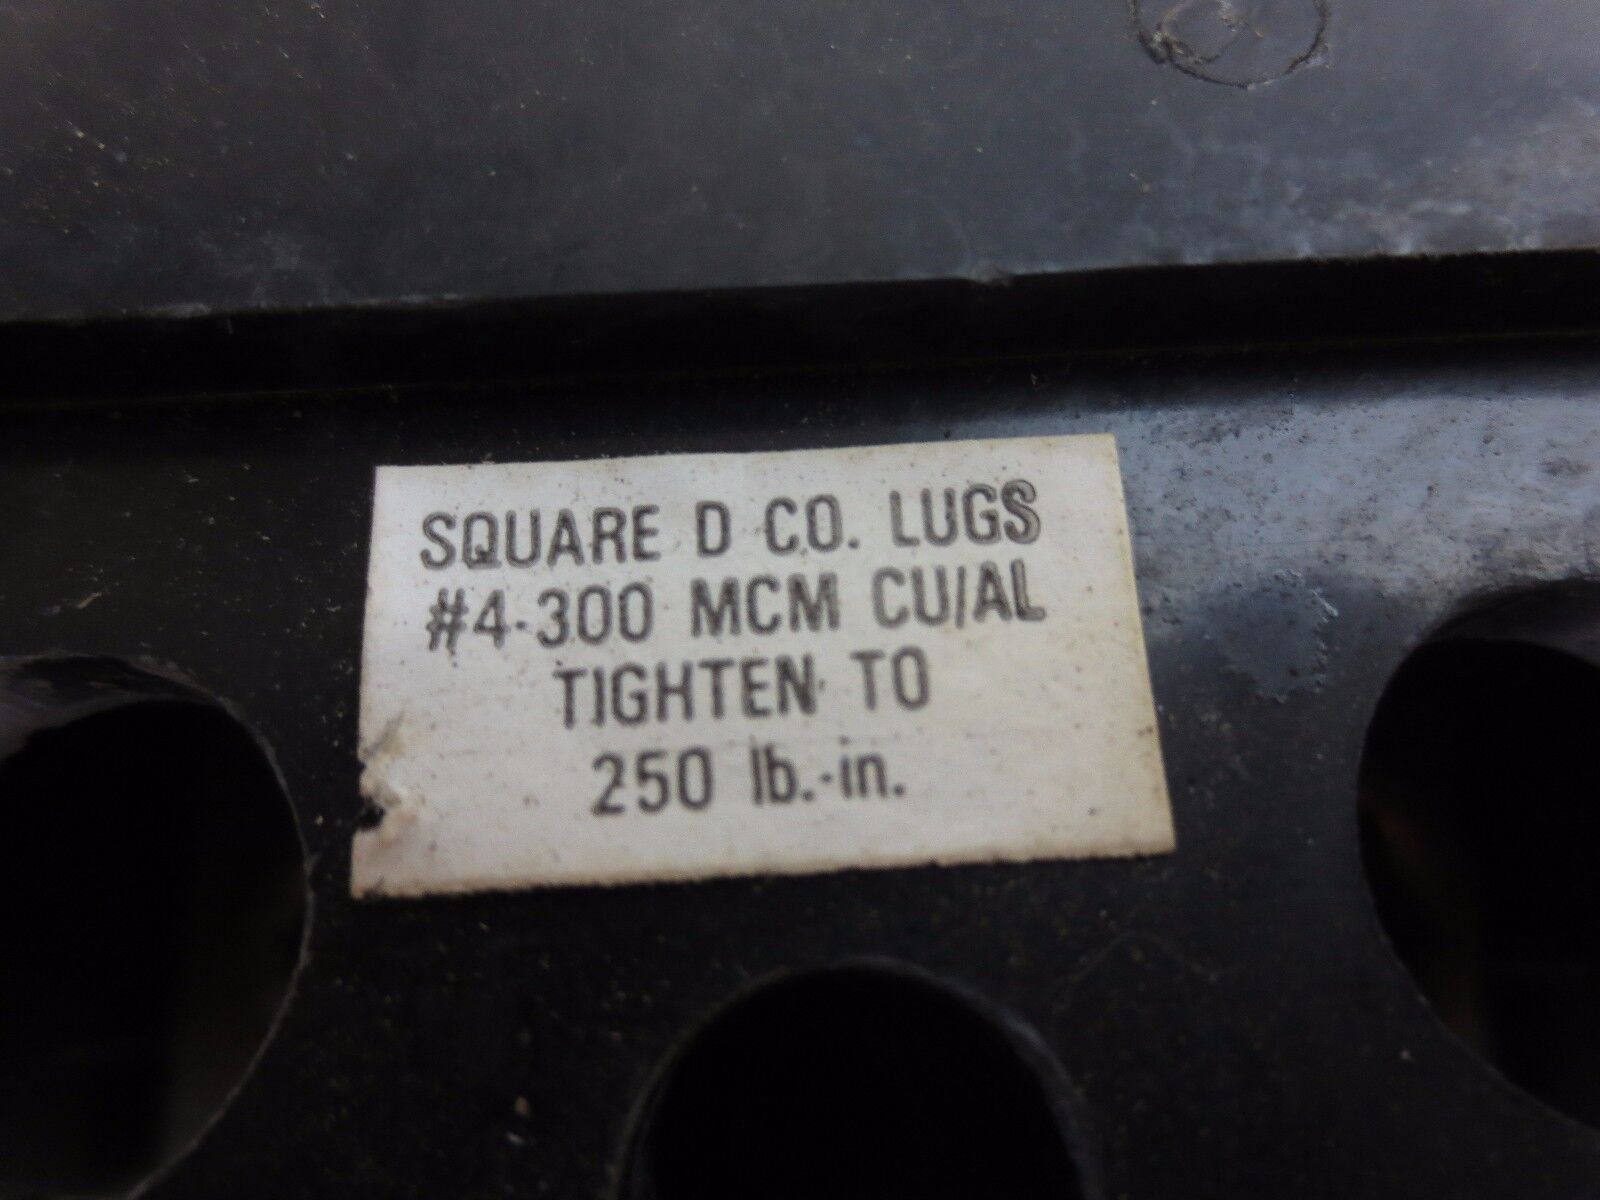 SQUARE D CO. LUGS
#4-300 MCM CU/AL
TIGHTEN TO
250 lb.-in.